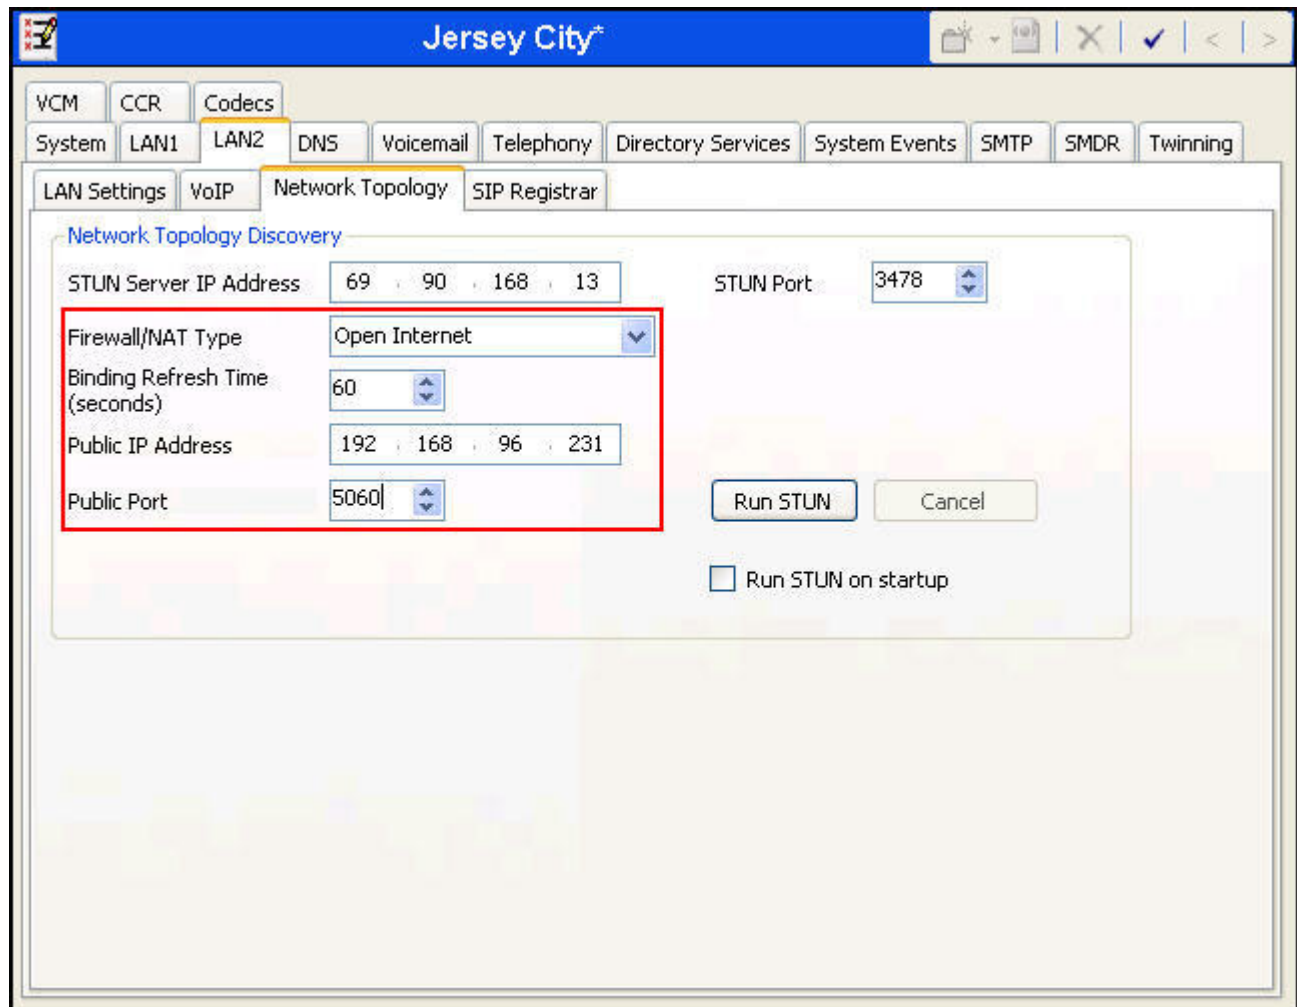 Jersey City*
VCM CCR Codecs
System LAN1 LAN2 DNS Voicemail Telephony Directory Services System Events SMTP SMDR Twinning
LAN Settings VoIP Network Topology SIP Registrar
Network Topology Discovery
STUN Server IP Address 69 . 90 . 168 . 13 STUN Port 3478
Firewall/NAT Type Open Internet
Binding Refresh Time
(seconds) 60
Public IP Address 192 . 168 . 96 . 231
Public Port 5060
Run STUN Cancel
Run STUN on startup